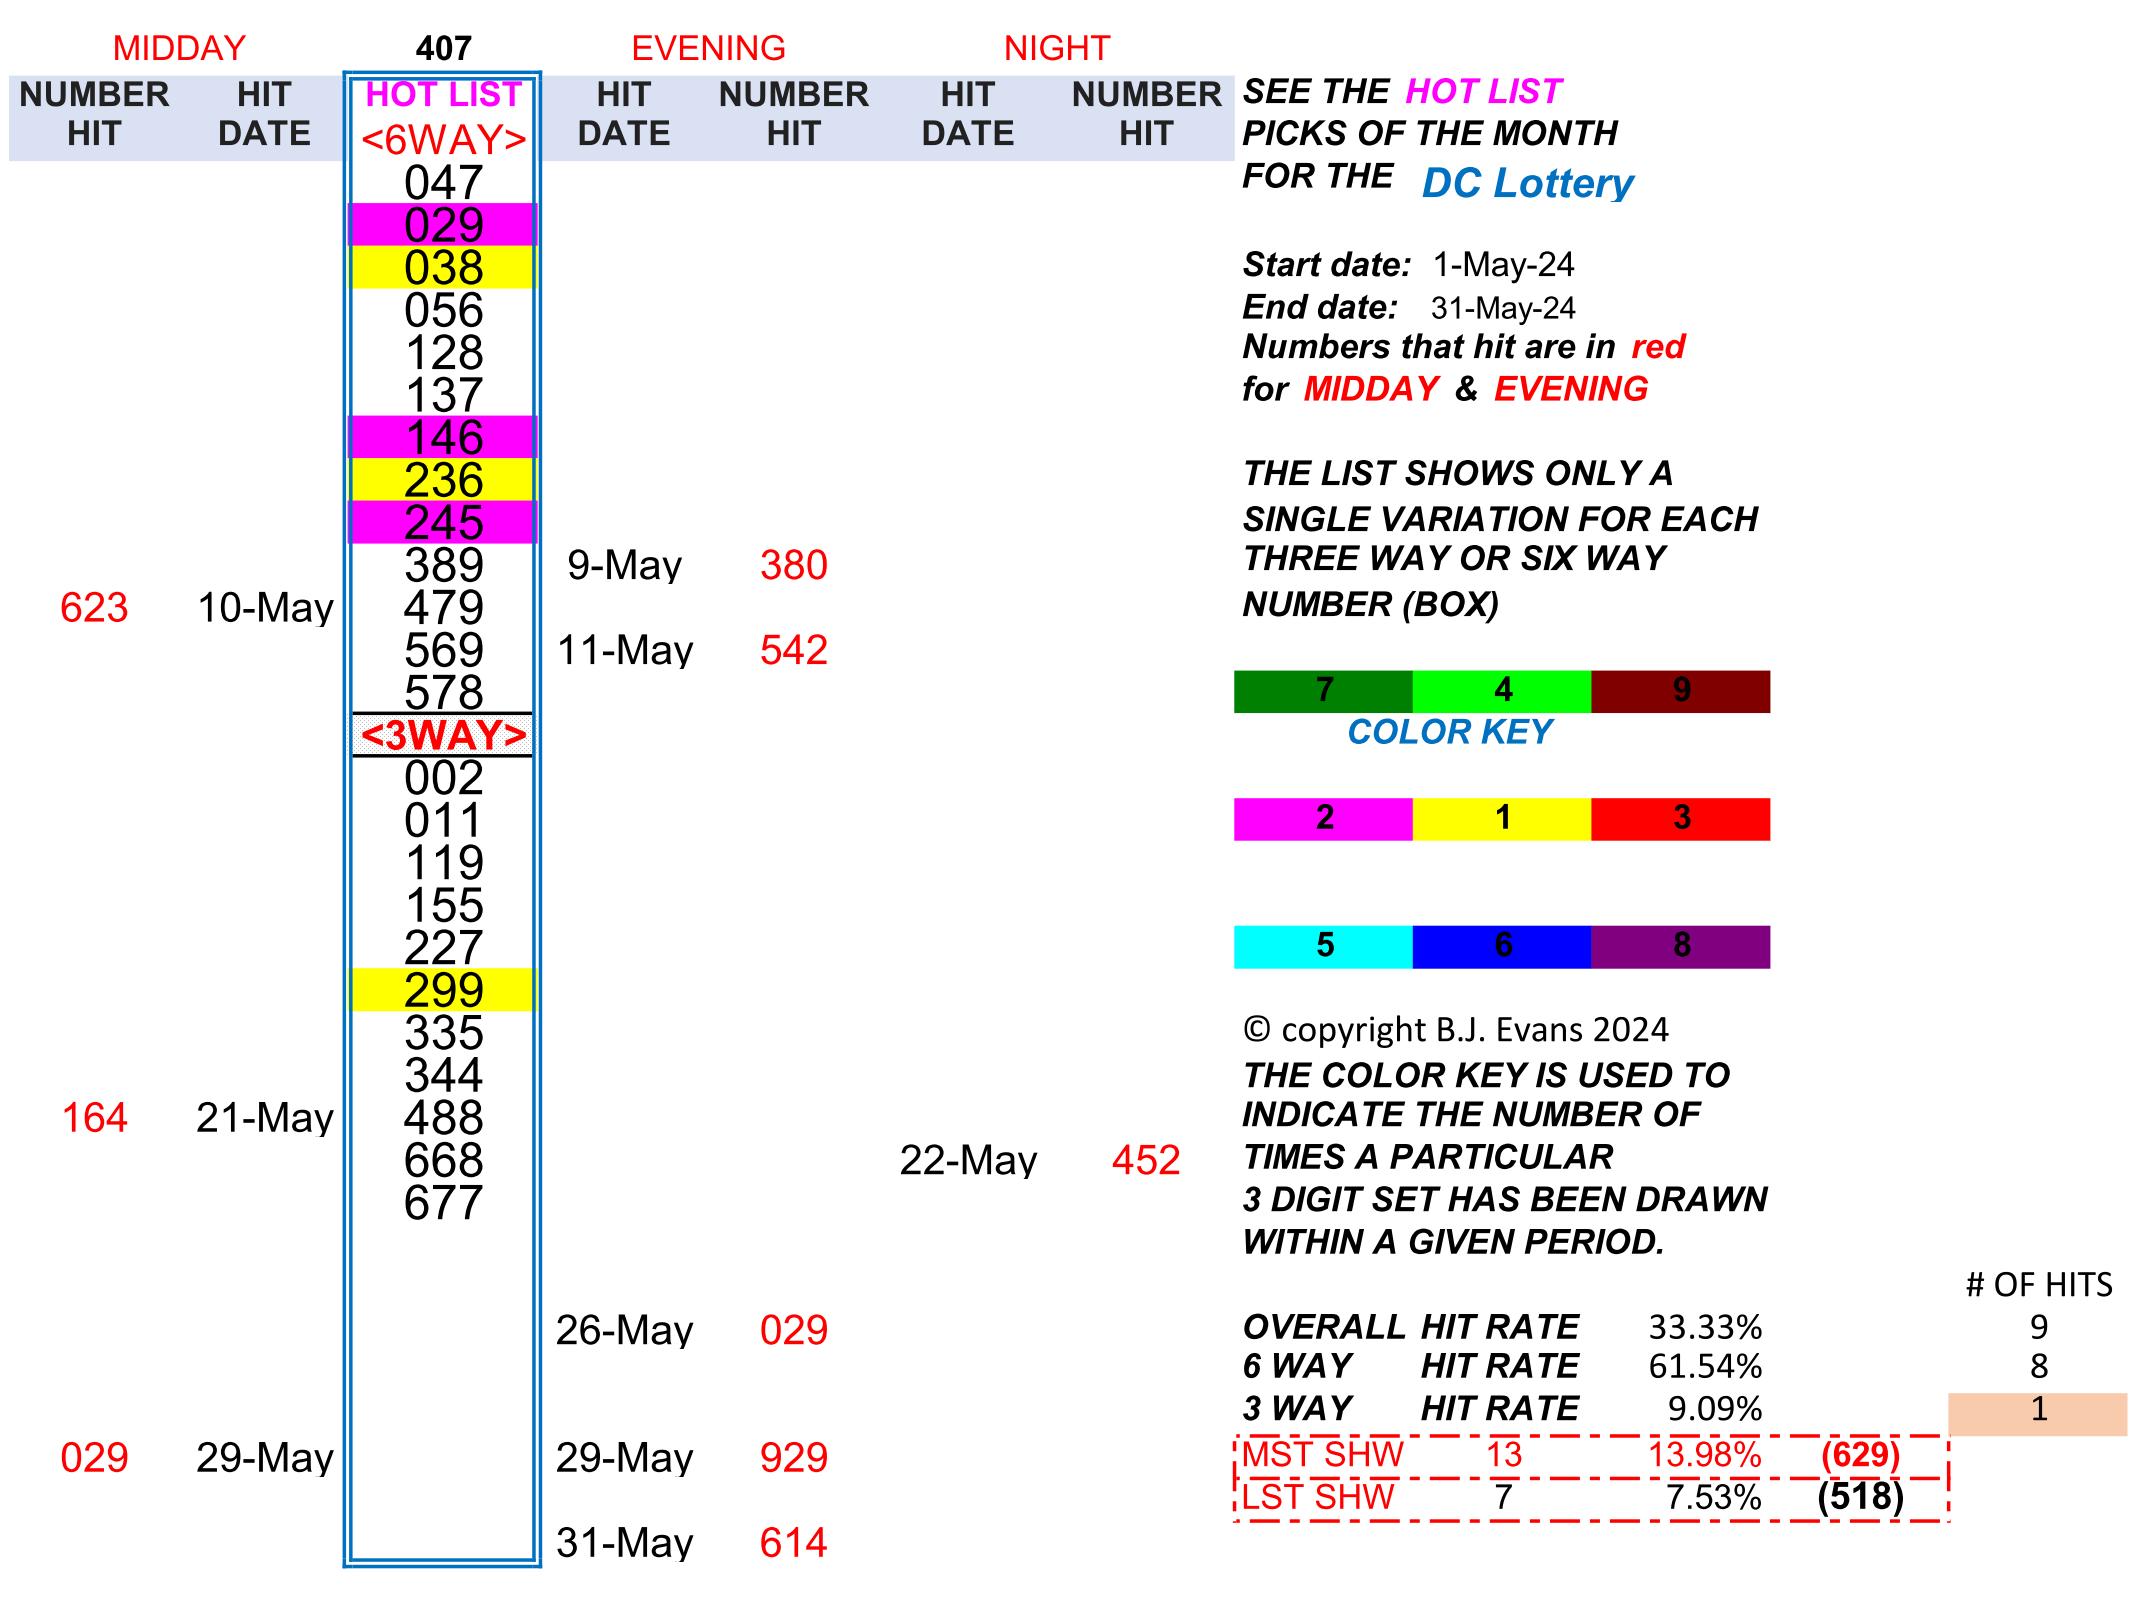 MIDDAY 407 EVENING NIGHT
NUMBER HIT HOT LIST HIT NUMBER HIT NUMBER
HIT DATE <6WAY> DATE HIT DATE HIT
047
029
038
056
128
137
146
236
245
389 9-May 380
623 10-May 479
569 11-May 542
578
<3WAY>
002
011
119
155
227
299
335
344
164 21-May 488
668 22-May 452
677
26-May 029
029 29-May 29-May 929
31-May 614
SEE THE HOT LIST
PICKS OF THE MONTH
FOR THE DC Lottery
Start date: 1-May-24
End date: 31-May-24
Numbers that hit are in red
for MIDDAY & EVENING
THE LIST SHOWS ONLY A
SINGLE VARIATION FOR EACH
THREE WAY OR SIX WAY
NUMBER (BOX)
7 4 9
COLOR KEY
2 1 3
5 6 8
© copyright B.J. Evans 2024
THE COLOR KEY IS USED TO
INDICATE THE NUMBER OF
TIMES A PARTICULAR
3 DIGIT SET HAS BEEN DRAWN
WITHIN A GIVEN PERIOD.
# OF HITS
OVERALL HIT RATE 33.33% 9
6 WAY HIT RATE 61.54% 8
3 WAY HIT RATE 9.09% 1
MST SHW 13 13.98% (629)
LST SHW 7 7.53% (518)